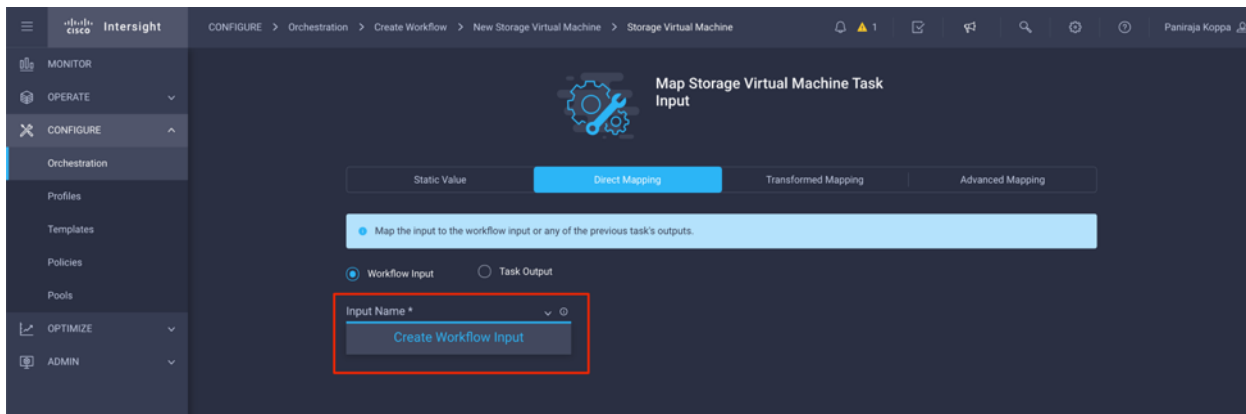 cisco Intersight
CONFIGURE > Orchestration > Create Workflow > New Storage Virtual Machine > Storage Virtual Machine
1
Paniraja Koppa
MONITOR
OPERATE
CONFIGURE
Orchestration
Profiles
Templates
Policies
Pools
OPTIMIZE
ADMIN
Map Storage Virtual Machine Task
Input
Static Value
Direct Mapping
Transformed Mapping
Advanced Mapping
Map the input to the workflow input or any of the previous task's outputs.
Workflow Input
Task Output
Input Name *
Create Workflow Input